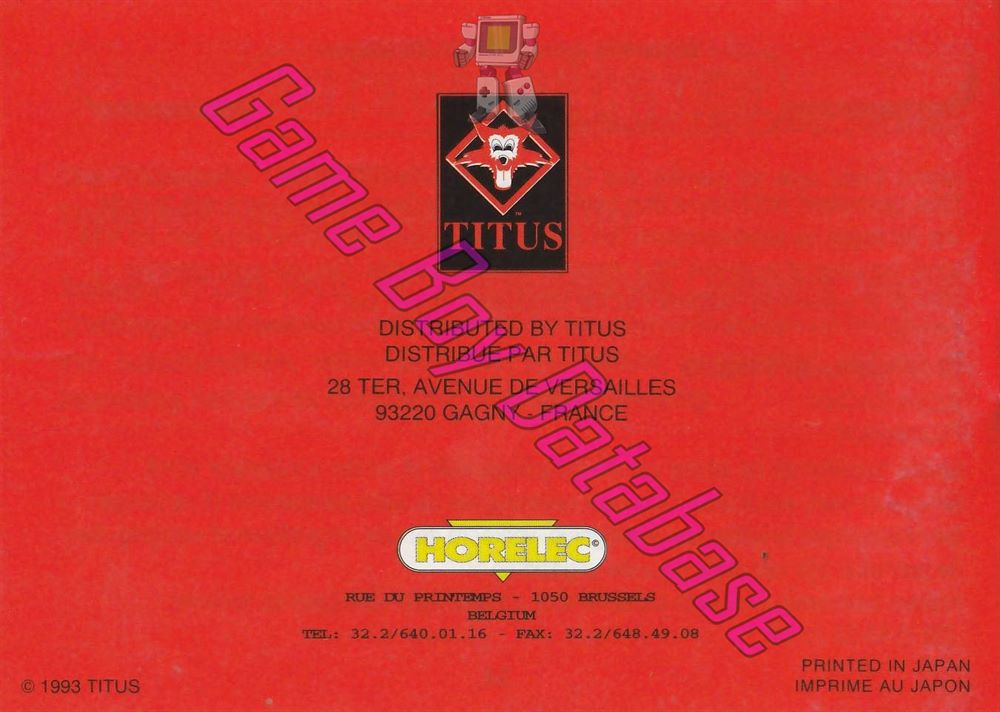 TITUS
™
DISTRIBUTED BY TITUS
DISTRIBUE PAR TITUS
28 TER, AVENUE DE VERSAILLES
93220 GAGNY - FRANCE
HORELEC©
RUE DU PRINTEMPS - 1050 BRUSSELS
BELGIUM
TEL: 32.2/640.01.16 - FAX: 32.2/648.49.08
© 1993 TITUS
PRINTED IN JAPAN
IMPRIME AU JAPON
Game Boy Database